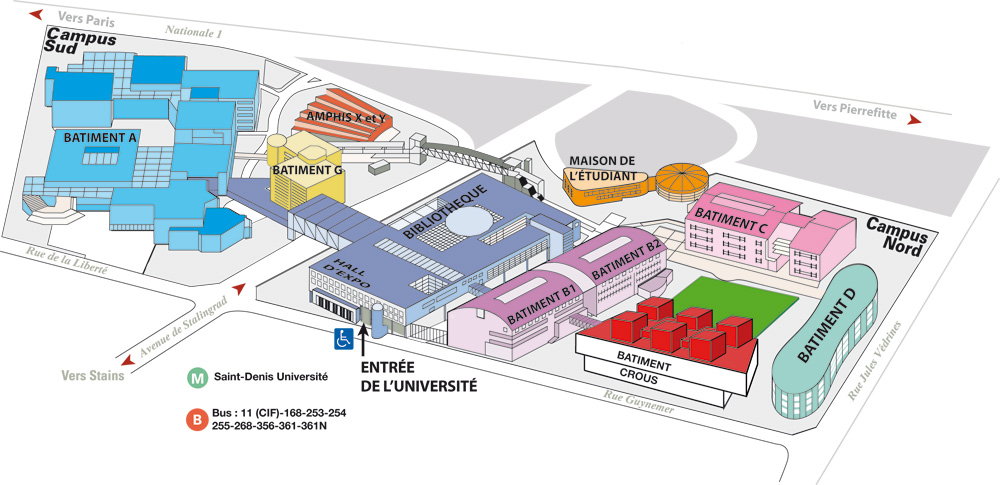 Vers Paris
Nationale 1
Campus
Sud
Vers Pierrefitte
AMPHIS X et Y
BATIMENT A
BATIMENT G
MAISON DE
L'ÉTUDIANT
BIBLIOTHEQUE
BATIMENT C
Campus
Nord
HALL
D'EXPO
BATIMENT B2
BATIMENT B1
BATIMENT D
Rue de la Liberté
Avenue de Stalingrad
Vers Stains
BATIMENT
CROUS
ENTRÉE
DE L'UNIVERSITÉ
Rue Guynemer
Rue Jules Védrines
M Saint-Denis Université
B Bus : 11 (CIF)-168-253-254
255-268-356-361-361N